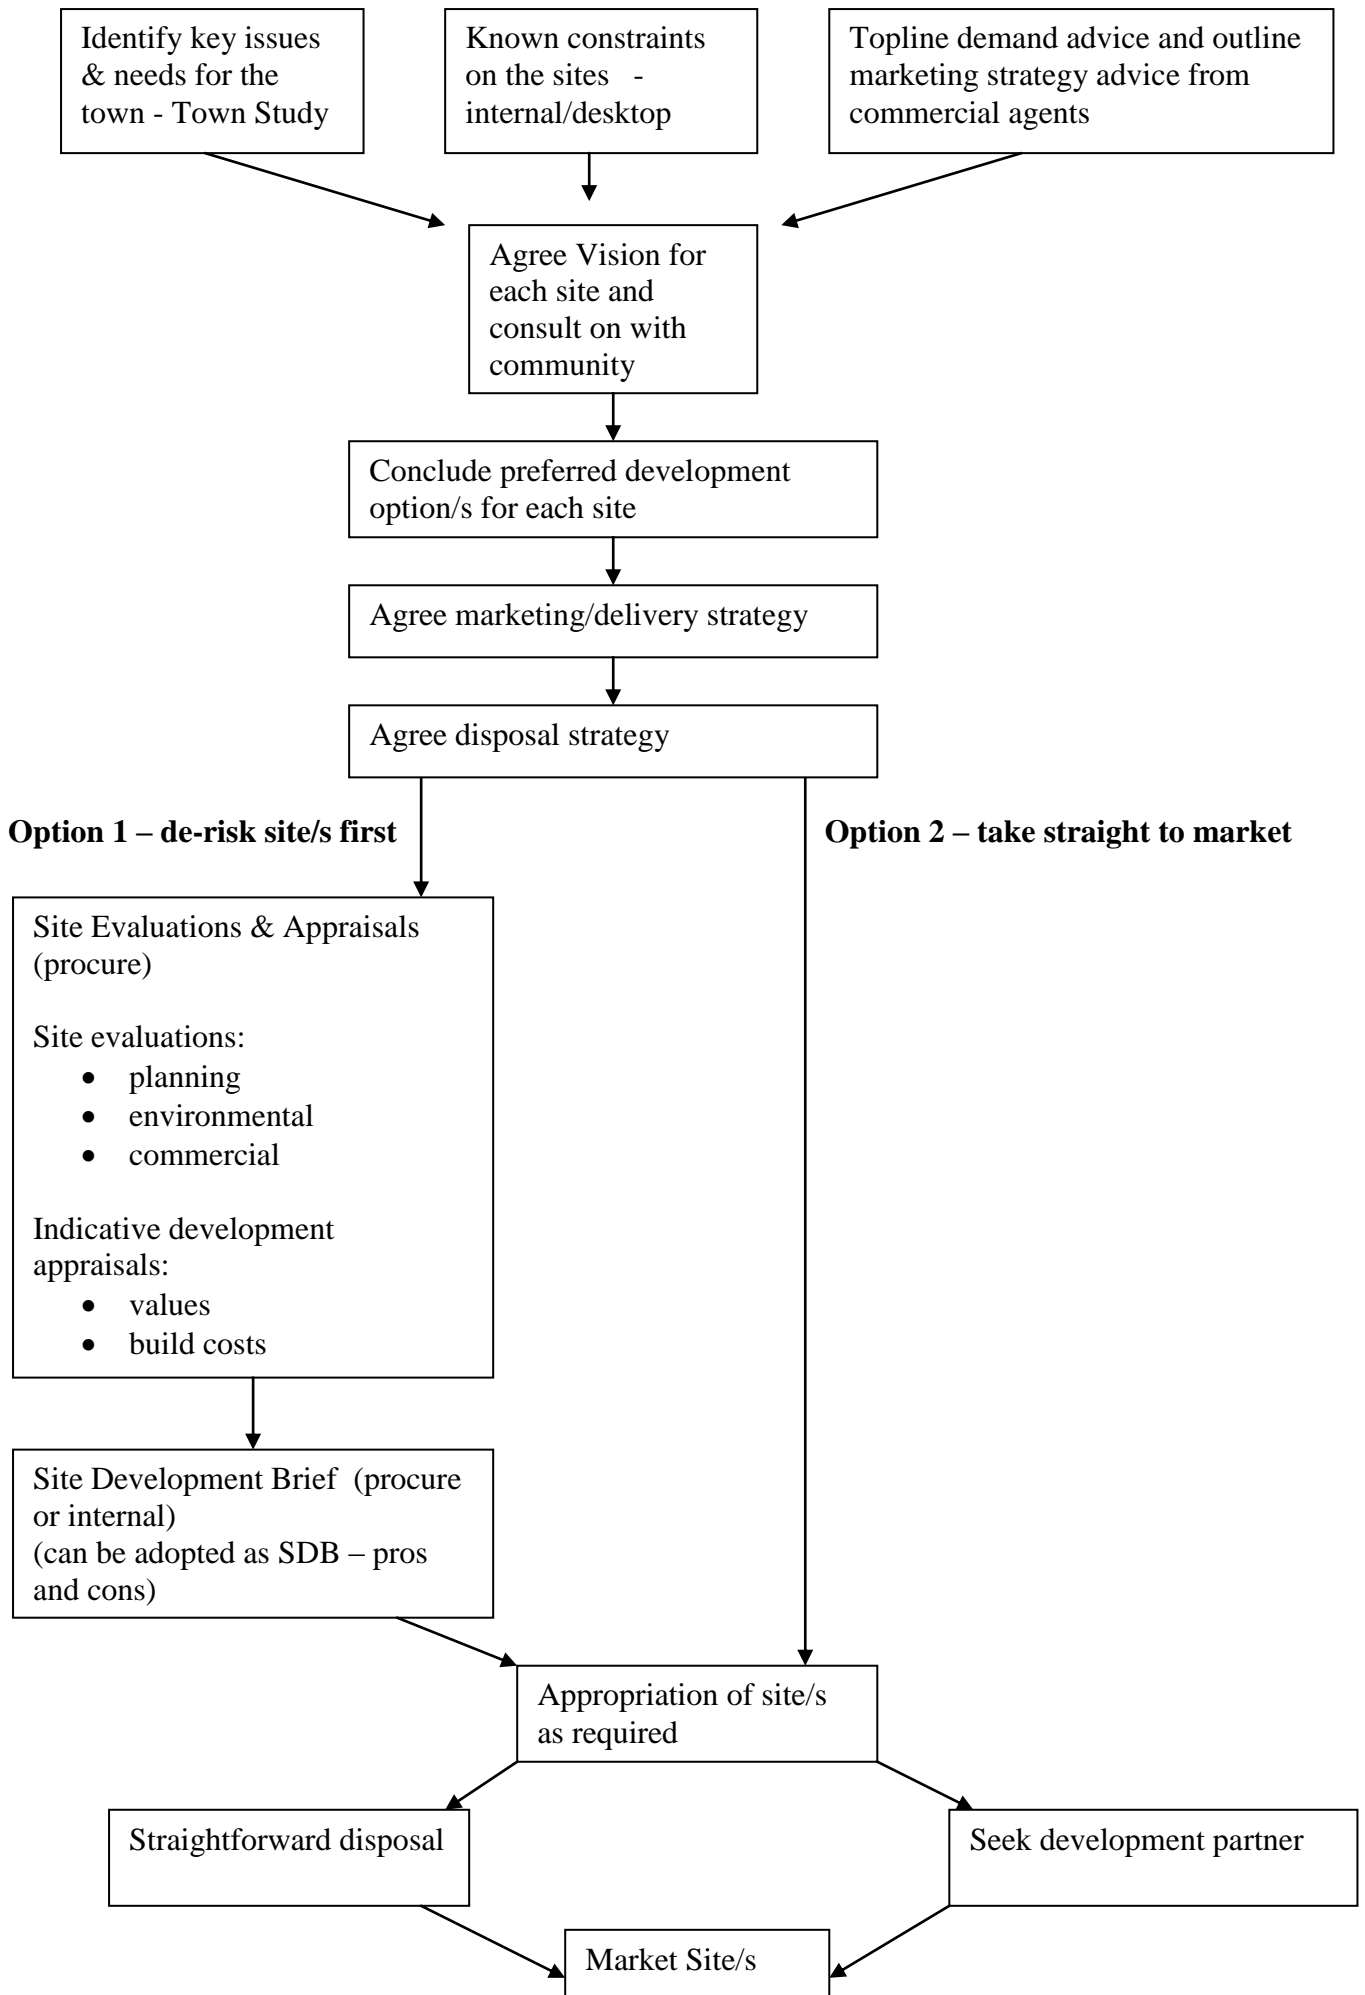 Identify key issues
& needs for the
town - Town Study
Known constraints
on the sites   -
internal/desktop
Topline demand advice and outline
marketing strategy advice from
commercial agents
Agree Vision for
each site and
consult on with
community
Conclude preferred development
option/s for each site
Agree marketing/delivery strategy
Agree disposal strategy
Option 1 – de-risk site/s first
Option 2 – take straight to market
Site Evaluations & Appraisals
(procure)
Site evaluations:
• planning
• environmental
• commercial
Indicative development
appraisals:
• values
• build costs
Site Development Brief  (procure
or internal)
(can be adopted as SDB – pros
and cons)
Appropriation of site/s
as required
Straightforward disposal
Seek development partner
Market Site/s